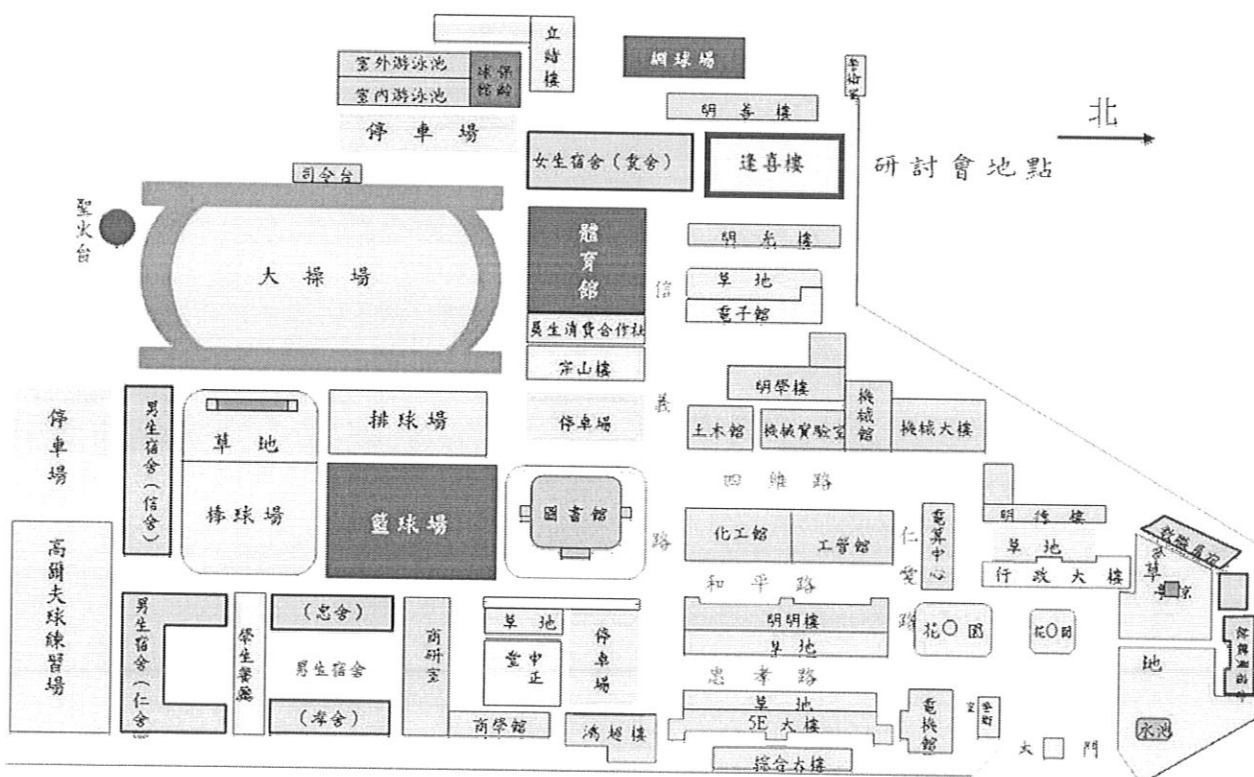 立峙樓
網球場
室外游泳池
保齡球館
室內游泳池
明善樓
北
停車場
女生宿舍(貞舍)
逢喜樓
研討會地點
司令台
聖火台
體育館
明志樓
大操場
信義路
草地
電子館
員生消費合作社
宗山樓
明學樓
停車場
男生宿舍(信舍)
草地
排球場
停車場
土木館
機械實驗室
機械館
機械大樓
四維路
棒球場
籃球場
圖書館
化工館
工管館
仁愛路
電算中心
明德樓
草地
行政大樓
高爾夫球練習場
和平路
男生宿舍(仁舍)
學生餐廳
(忠舍)
男生宿舍
(孝舍)
商研室
草地
中正堂
停車場
明明樓
草地
花園
花園
草地
忠孝路
草地
5E大樓
電機館
商學館
鴻超樓
綜合大樓
大門
水池